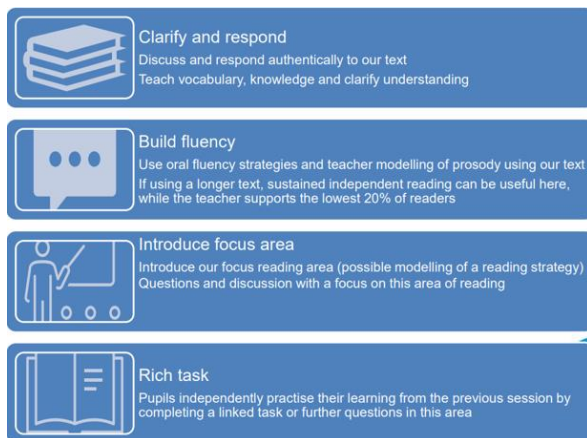 Clarify and respond
Discuss and respond authentically to our text
Teach vocabulary, knowledge and clarify understanding
Build fluency
Use oral fluency strategies and teacher modelling of prosody using our text
If using a longer text, sustained independent reading can be useful here,
while the teacher supports the lowest 20% of readers
Introduce focus area
Introduce our focus reading area (possible modelling of a reading strategy)
Questions and discussion with a focus on this area of reading
Rich task
Pupils independently practise their learning from the previous session by
completing a linked task or further questions in this area